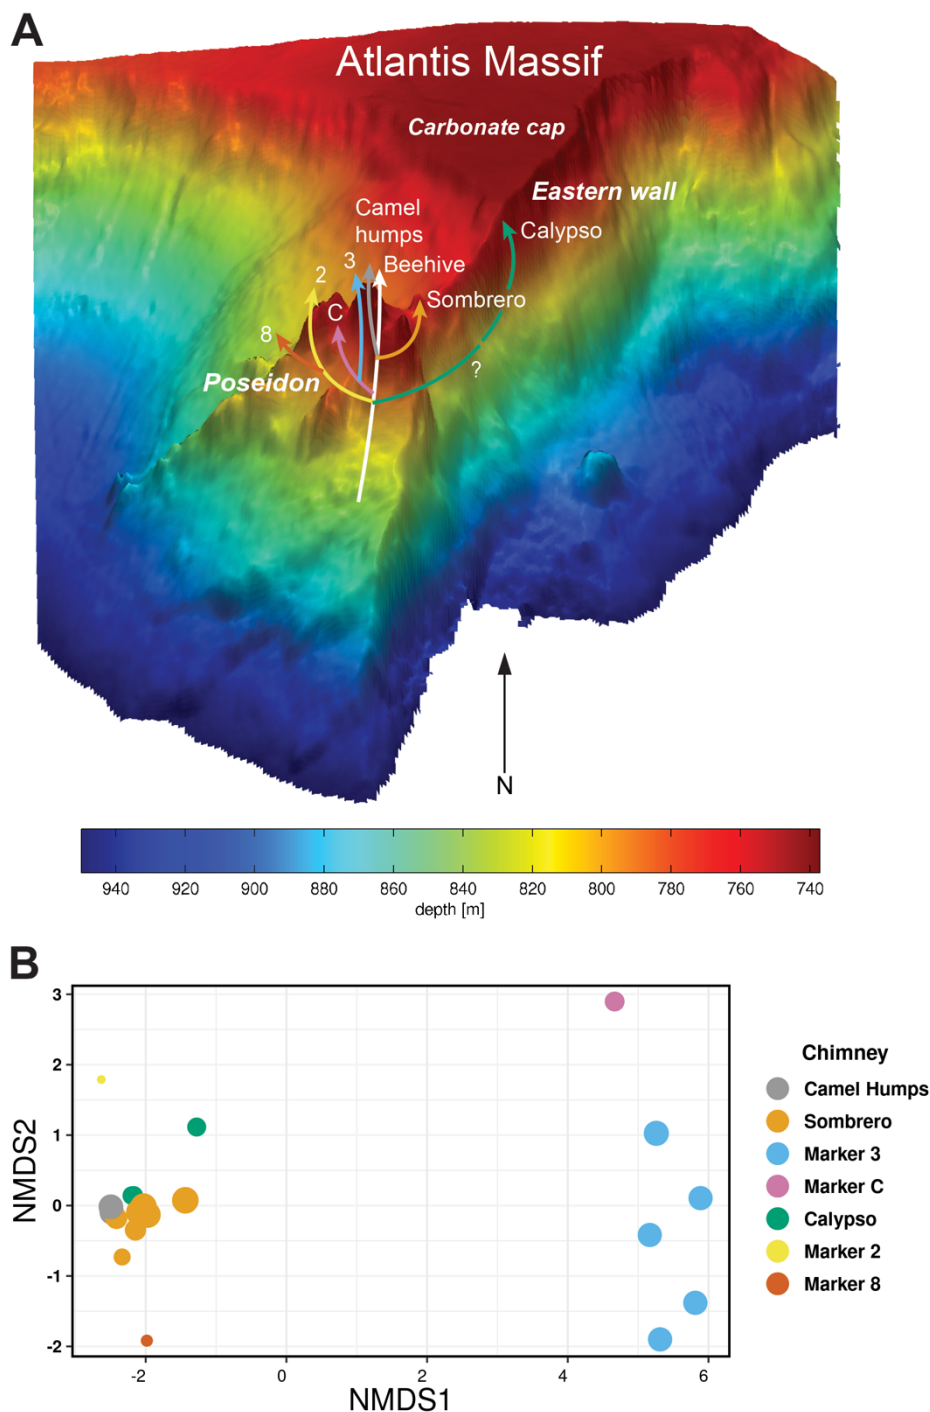 A
Atlantis Massif
Carbonate cap
Eastern wall
Camel
humps
Calypso
3
Beehive
2
Sombrero
C
8
?
Poseidon
N
940 920 900 880 860 840 820 800 780 760 740
depth [m]
B
3
2
1
0
-1
-2
NMDS2
-2 0 2 4 6
NMDS1
Chimney
Camel Humps
Sombrero
Marker 3
Marker C
Calypso
Marker 2
Marker 8